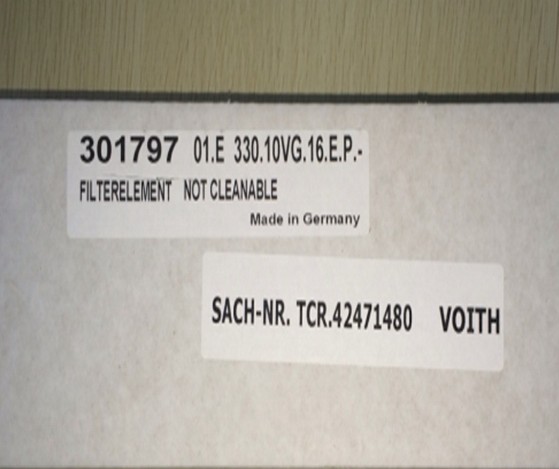 301797 01.E 330.10VG.16.E.P.-
FILTERELEMENT NOT CLEANABLE
Made in Germany
SACH-NR. TCR.42471480 VOITH